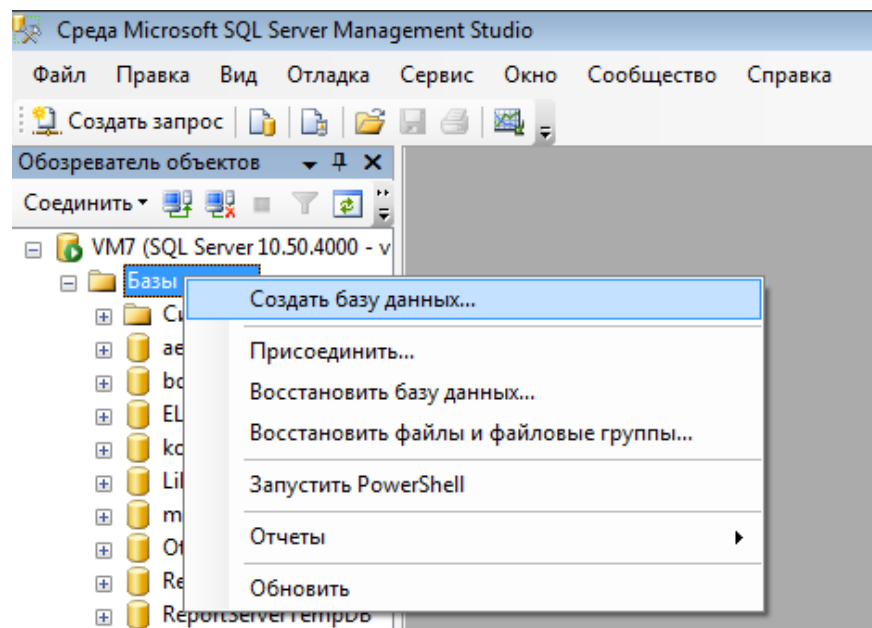 Среда Microsoft SQL Server Management Studio
Файл Правка Вид Отладка Сервис Окно Сообщество Справка
Создать запрос
Обозреватель объектов
Соединить
VM7 (SQL Server 10.50.4000 - v
Базы
Создать базу данных...
Присоединить...
Восстановить базу данных...
Восстановить файлы и файловые группы...
Запустить PowerShell
Отчеты
Обновить
ReportServerTempDB